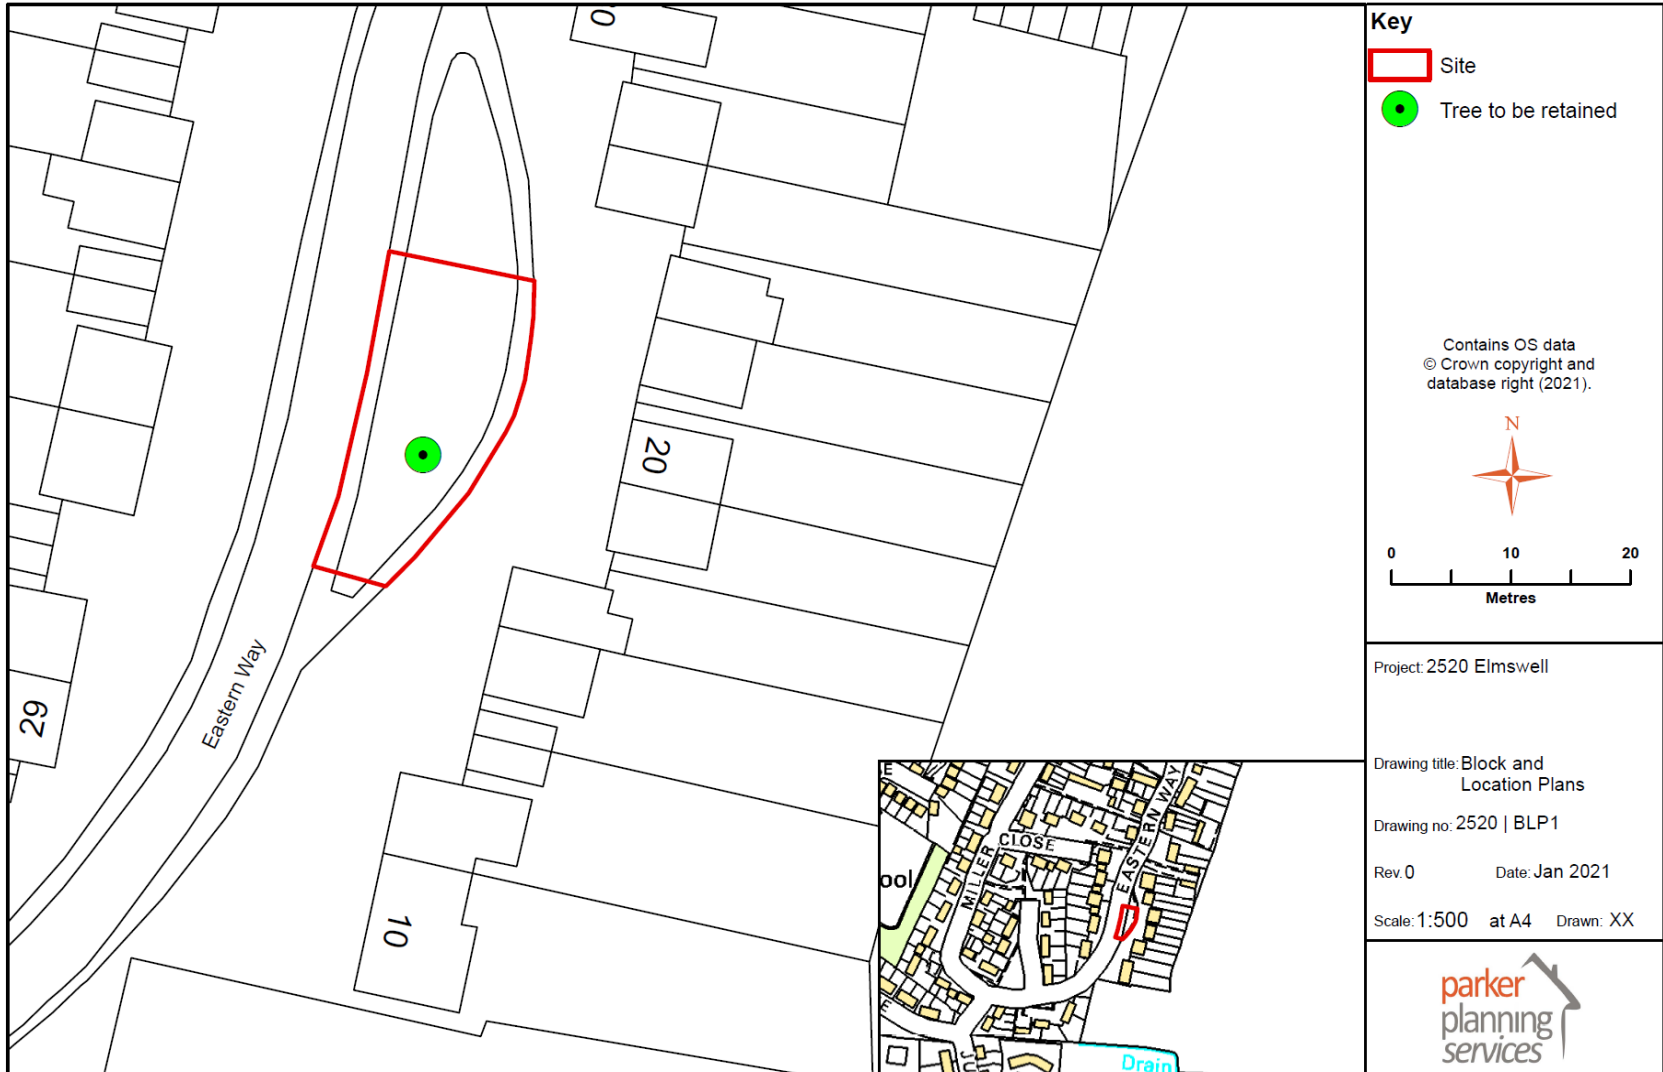 Key
Site
Tree to be retained
Contains OS data
© Crown copyright and
database right (2021).
N
0 10 20
Metres
Project: 2520 Elmswell
Drawing title: Block and
Location Plans
Drawing no: 2520 | BLP1
Rev. 0 Date: Jan 2021
Scale: 1:500 at A4 Drawn: XX
parker
planning
services
20
29
10
Eastern Way
MILLER
CLOSE
EASTERN WAY
ool
Drain